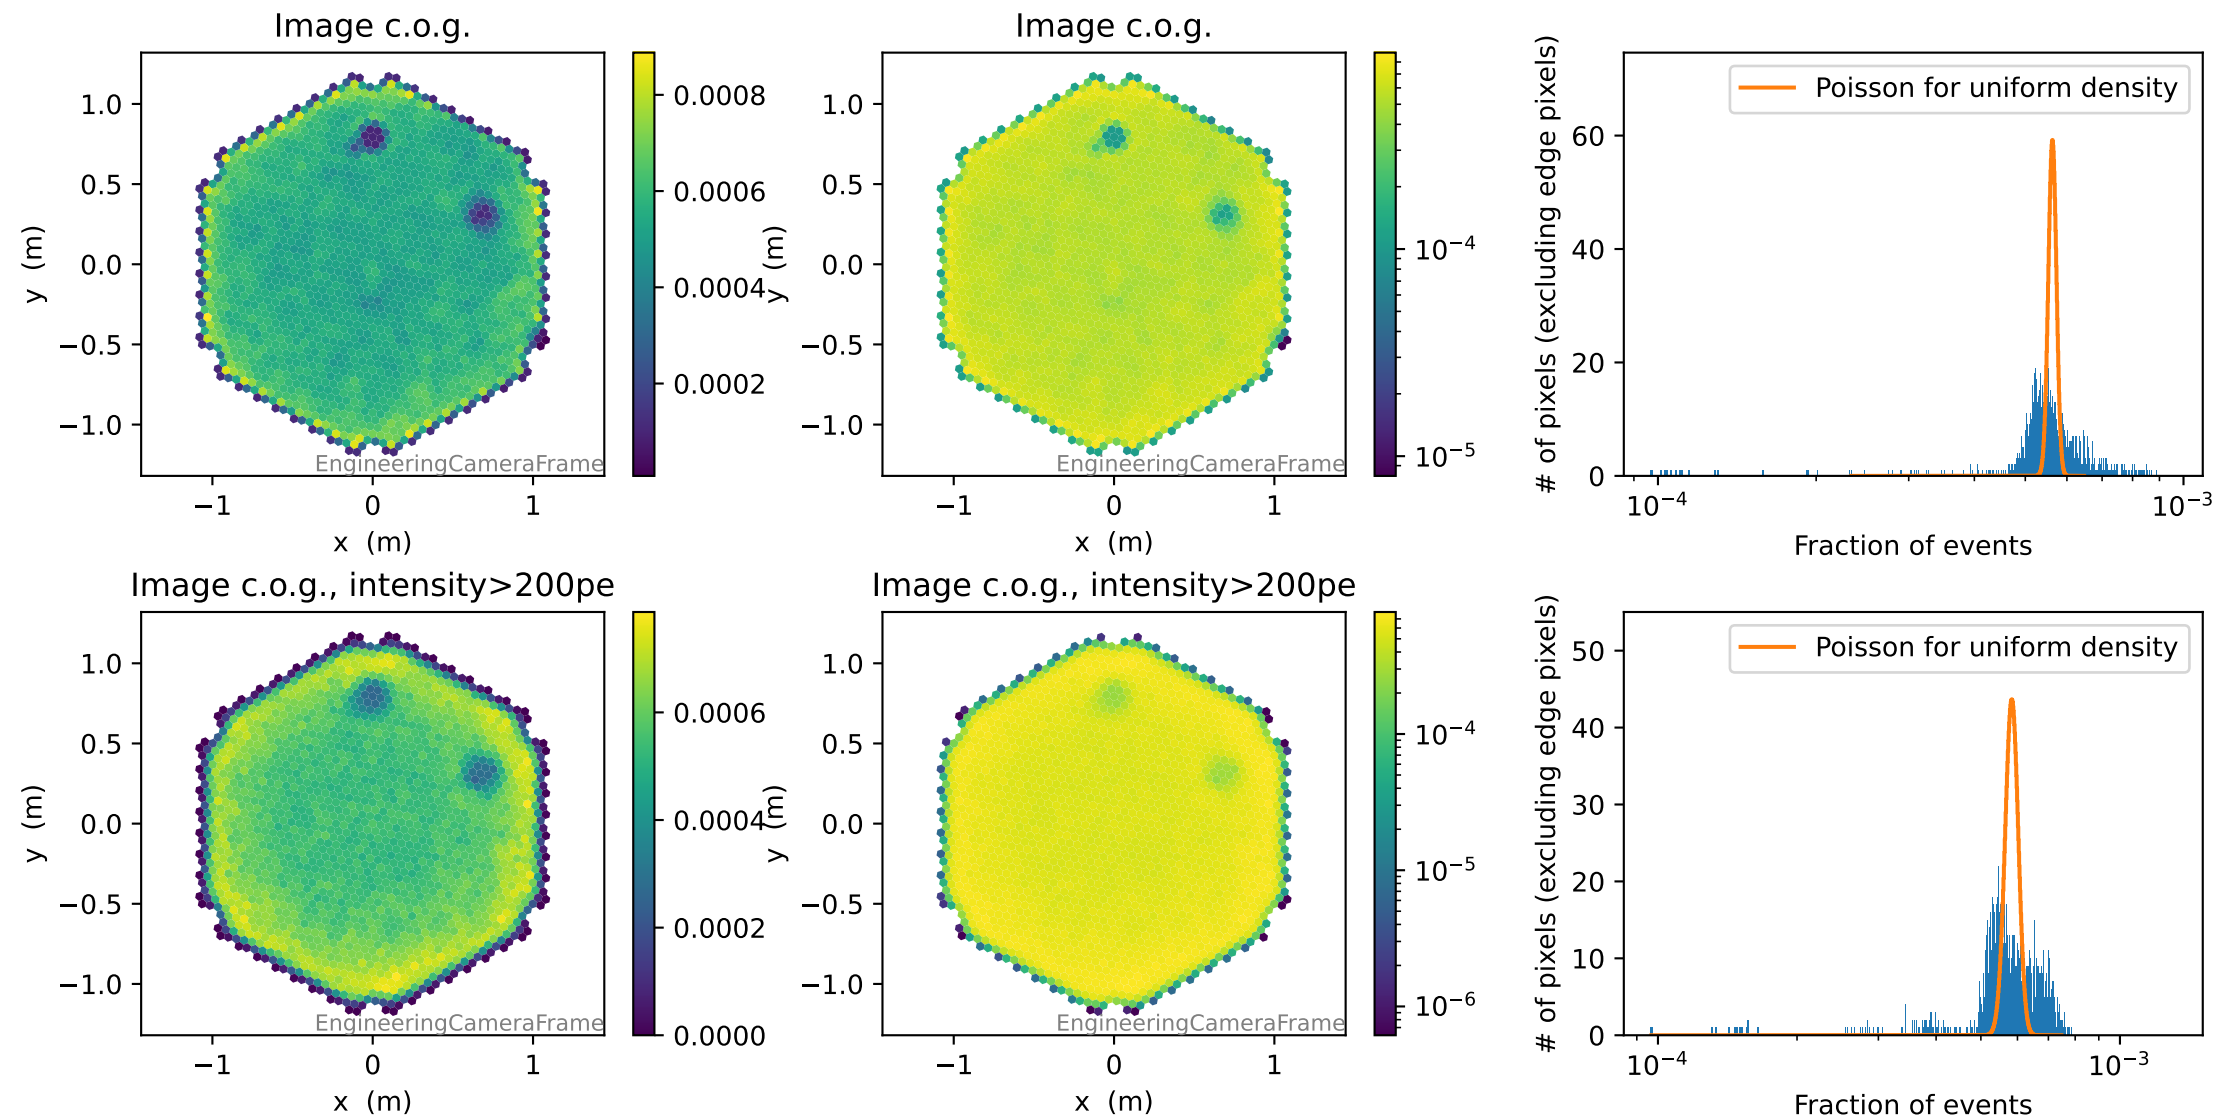 Image c.o.g.
1.0
0.5
0.0
−0.5
−1.0
y (m)
−1
0
1
x (m)
EngineeringCameraFrame
0.0008
0.0006
0.0004
0.0002
Image c.o.g.
1.0
0.5
0.0
−0.5
−1.0
y (m)
−1
0
1
x (m)
EngineeringCameraFrame
10⁻⁴
10⁻⁵
# of pixels (excluding edge pixels)
60
40
20
0
Poisson for uniform density
10⁻⁴
10⁻³
Fraction of events
Image c.o.g., intensity>200pe
1.0
0.5
0.0
−0.5
−1.0
y (m)
−1
0
1
x (m)
EngineeringCameraFrame
0.0006
0.0004
0.0002
0.0000
Image c.o.g., intensity>200pe
1.0
0.5
0.0
−0.5
−1.0
y (m)
−1
0
1
x (m)
EngineeringCameraFrame
10⁻⁴
10⁻⁵
10⁻⁶
# of pixels (excluding edge pixels)
50
40
30
20
10
0
Poisson for uniform density
10⁻⁴
10⁻³
Fraction of events